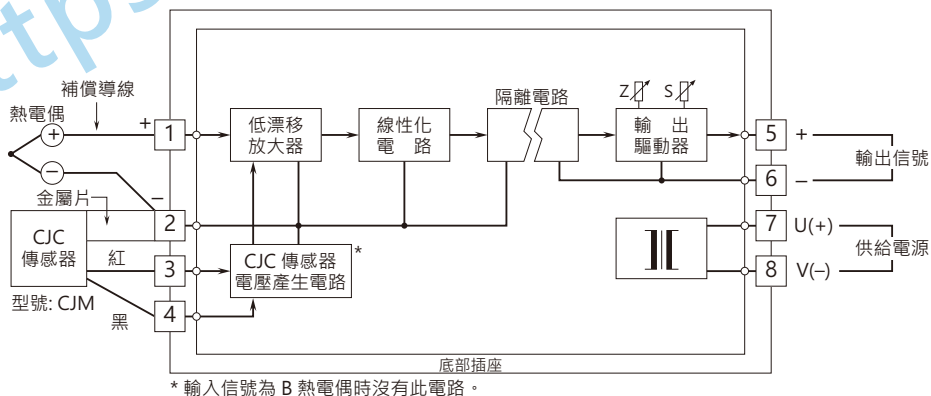 ttps
補償導線
熱電偶
+
–
+
–
金屬片
CJC
傳感器
紅
黑
型號: CJM
1
2
3
4
低漂移
放大器
線性化
電 路
隔離電路
Z
S
輸 出
驅動器
CJC 傳感器
電壓產生電路
*
5
+
6
–
輸出信號
7
U(+)
8
V(–)
供給電源
底部插座
* 輸入信號為 B 熱電偶時沒有此電路。